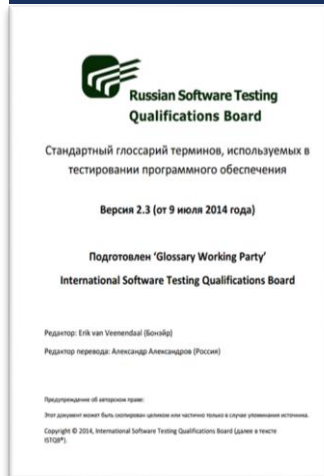 Russian Software Testing
Qualifications Board
Стандартный глоссарий терминов, используемых в
тестировании программного обеспечения
Версия 2.3 (от 9 июля 2014 года)
Подготовлен ‘Glossary Working Party’
International Software Testing Qualifications Board
Редактор: Erik van Veenendaal (Бонэйр)
Редактор перевода: Александр Александров (Россия)
Предупреждение об авторском праве:
Этот документ может быть скопирован целиком или частично только в случае упоминания источника.
Copyright © 2014, International Software Testing Qualifications Board (далее в тексте
ISTQB®).